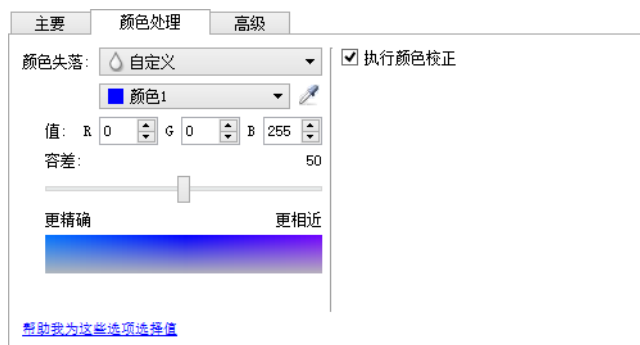 主要 颜色处理 高级
颜色失落: 自定义
执行颜色校正
颜色1
值: R 0 G 0 B 255
容差: 50
更精确 更相近
帮助我为这些选项选择值